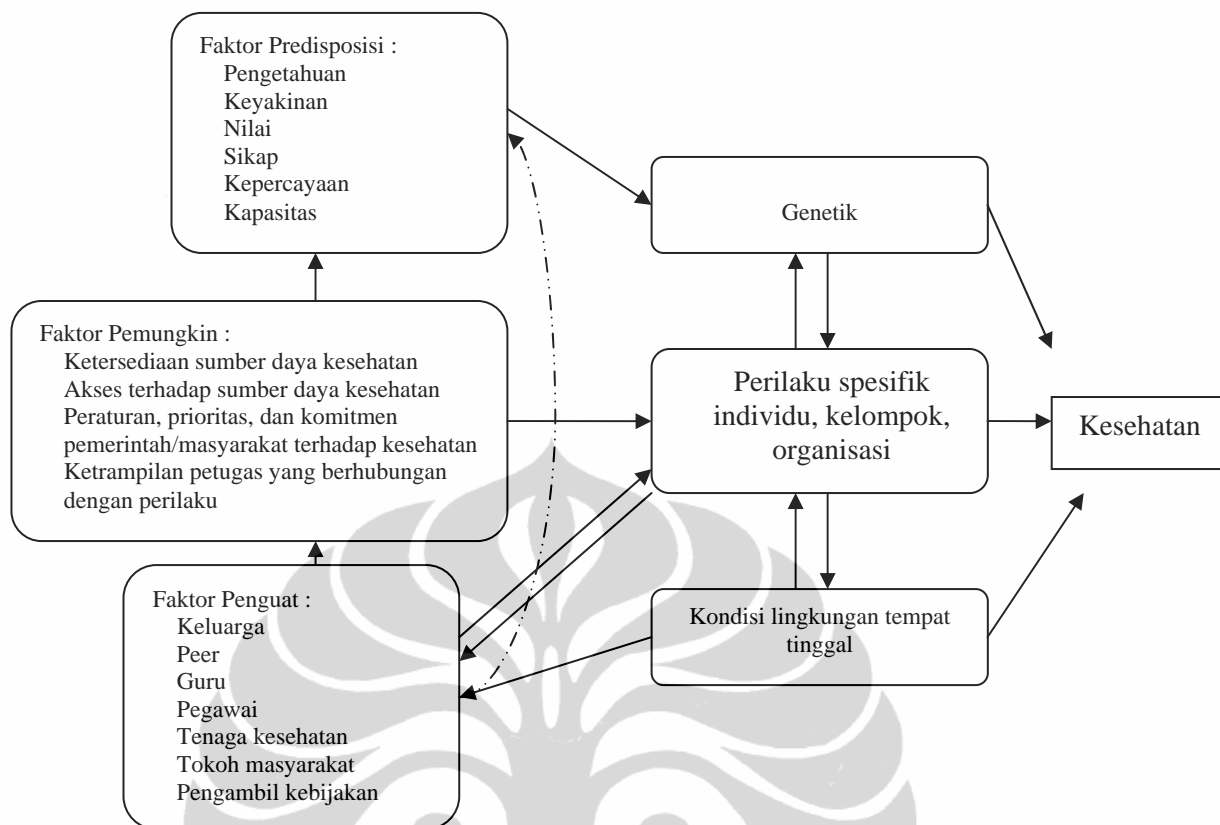 Faktor Predisposisi :
Pengetahuan
Keyakinan
Nilai
Sikap
Kepercayaan
Kapasitas
Genetik
Faktor Pemungkin :
Ketersediaan sumber daya kesehatan
Akses terhadap sumber daya kesehatan
Peraturan, prioritas, dan komitmen
pemerintah/masyarakat terhadap kesehatan
Ketrampilan petugas yang berhubungan
dengan perilaku
Perilaku spesifik
individu, kelompok,
organisasi
Kesehatan
Faktor Penguat :
Keluarga
Peer
Guru
Pegawai
Tenaga kesehatan
Tokoh masyarakat
Pengambil kebijakan
Kondisi lingkungan tempat
tinggal